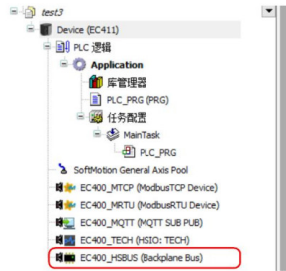 test3
Device (EC411)
PLC 逻辑
Application
库管理器
PLC_PRG (PRG)
任务配置
MainTask
PLC_PRG
SoftMotion General Axis Pool
EC400_MTCP (ModbusTCP Device)
EC400_MRTU (ModbusRTU Device)
EC400_MQTT (MQTT SUB PUB)
EC400_TECH (HSIO: TECH)
EC400_HSBUS (Backplane Bus)